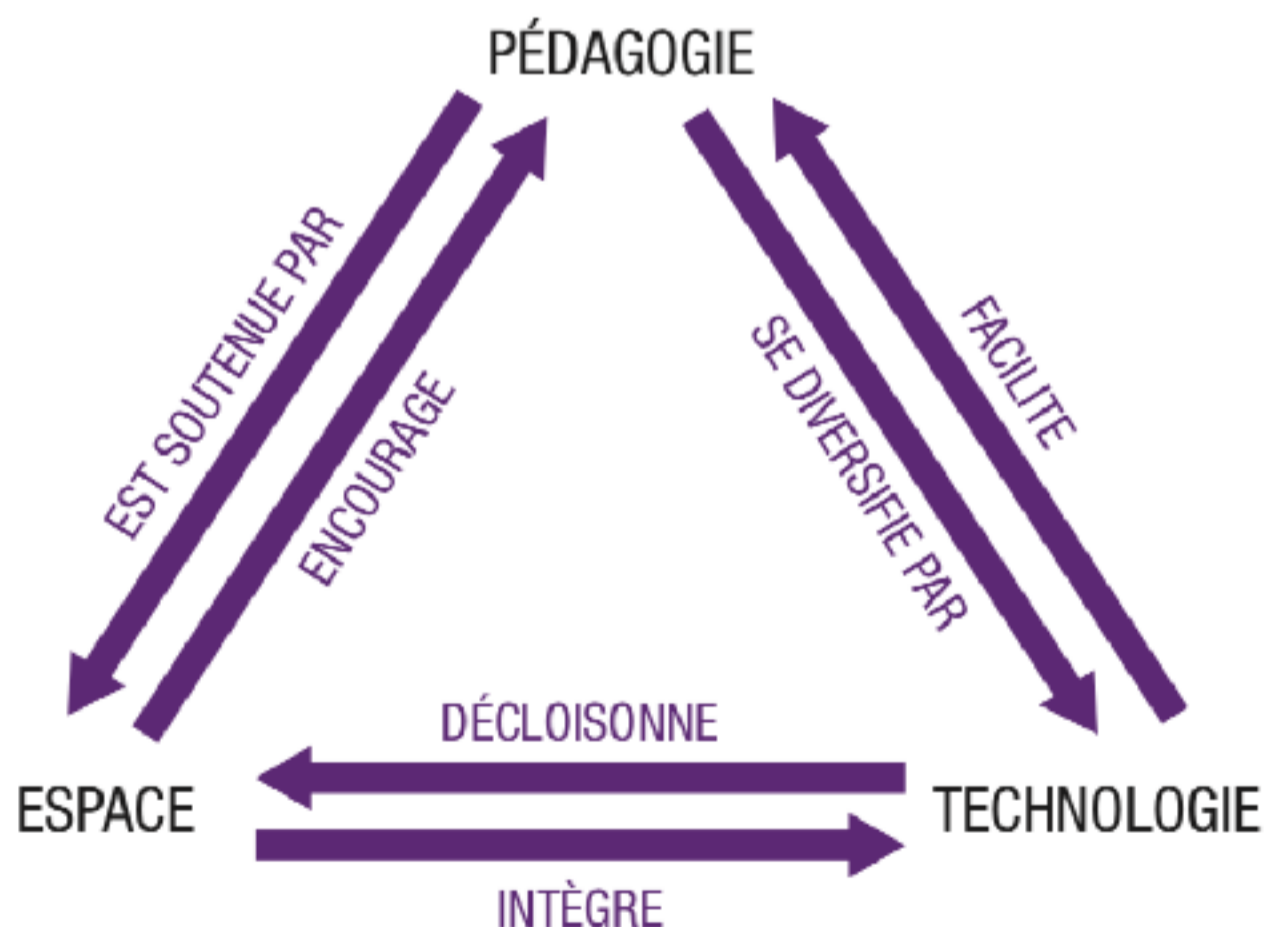 PÉDAGOGIE
EST SOUTENUE PAR
ENCOURAGE
SE DIVERSIFIE PAR
FACILITE
DÉCLOISONNE
ESPACE
TECHNOLOGIE
INTÈGRE